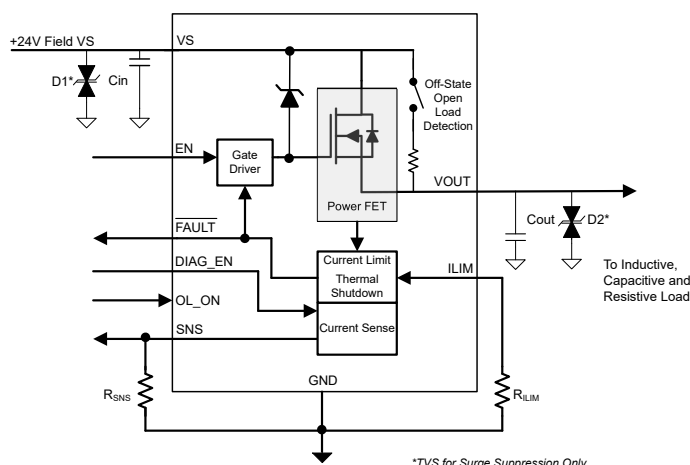 +24V Field VS
VS
D1*
Cin
Off-State
Open
Load
Detection
EN
Gate
Driver
VOUT
Power FET
FAULT
Cout
D2*
DIAG_EN
Current Limit
Thermal
Shutdown
ILIM
To Inductive,
Capacitive and
Resistive Load
OL_ON
SNS
Current Sense
GND
RSNS
RILIM
*TVS for Surge Suppression Only